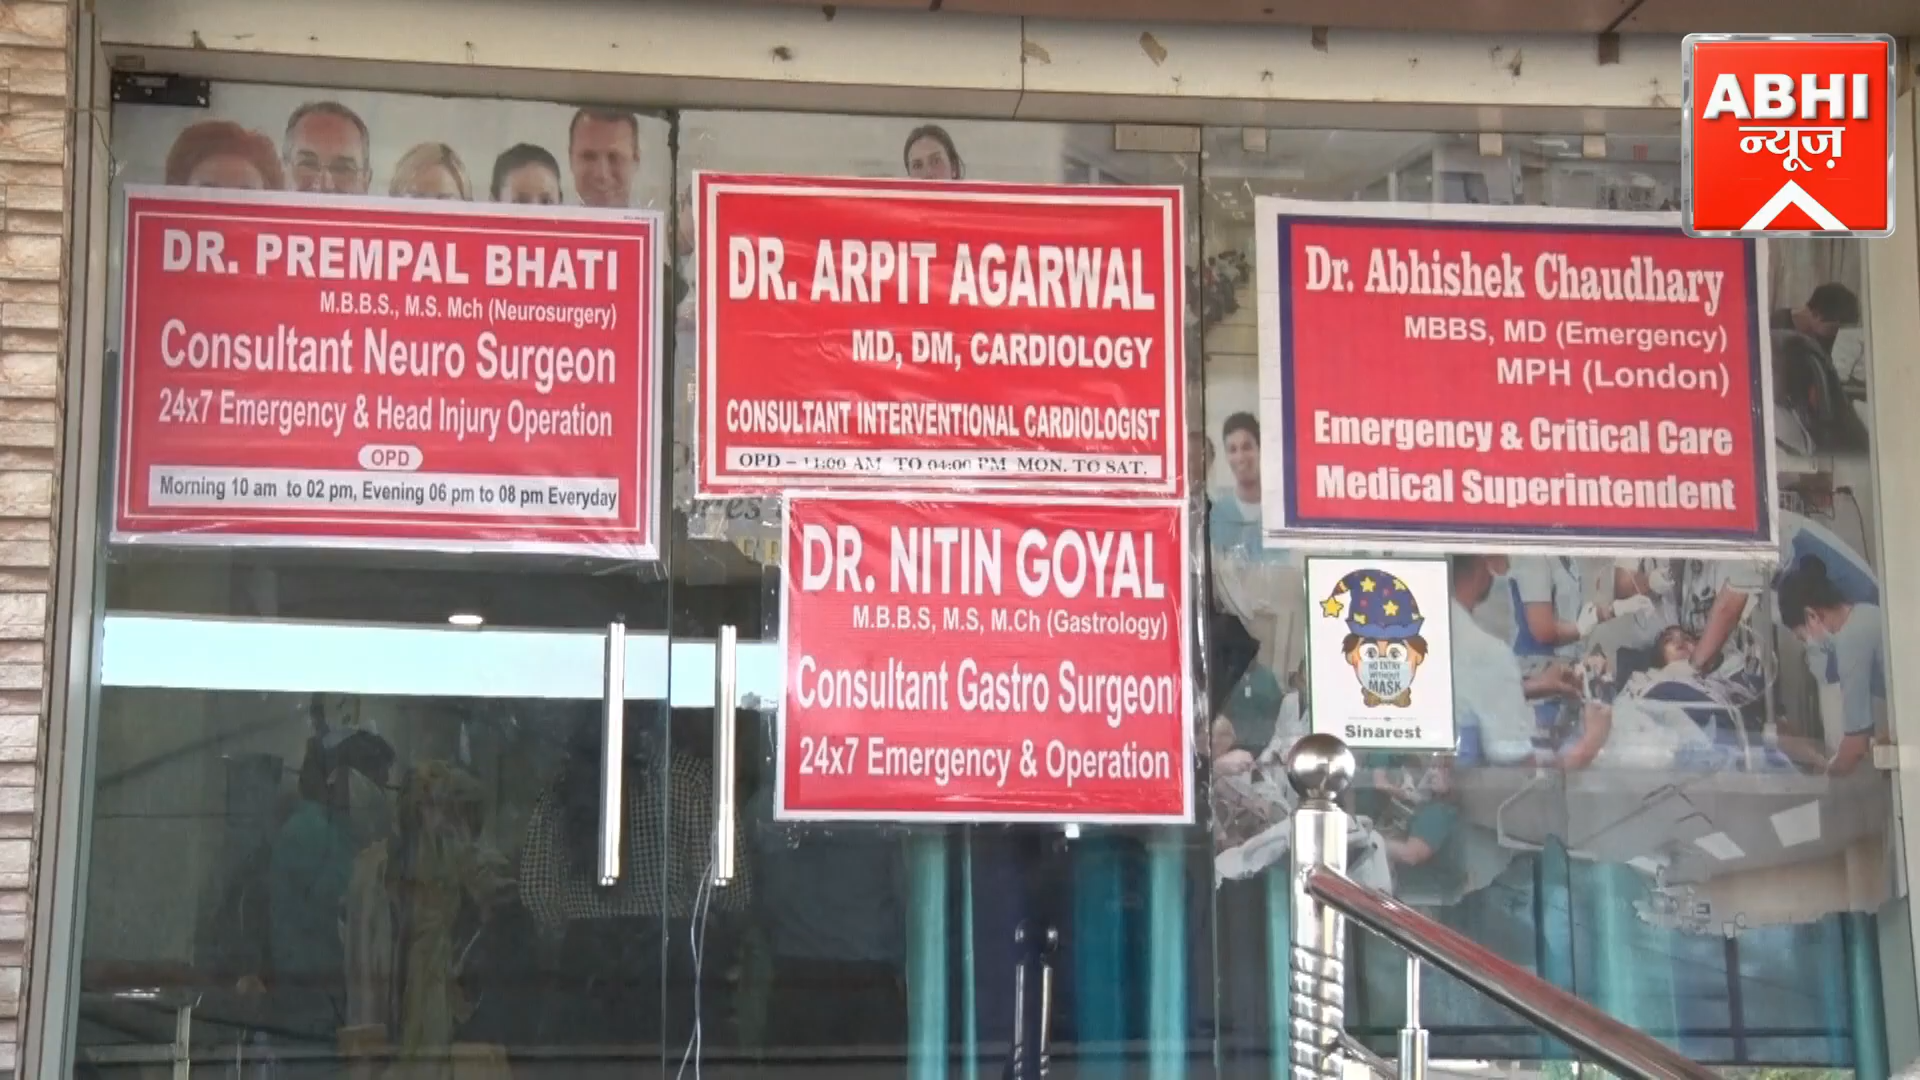 DR. PREMPAL BHATI
M.B.B.S., M.S. Mch (Neurosurgery)
Consultant Neuro Surgeon
24x7 Emergency & Head Injury Operation
OPD
Morning 10 am to 02 pm, Evening 06 pm to 08 pm Everyday
DR. ARPIT AGARWAL
MD, DM, CARDIOLOGY
CONSULTANT INTERVENTIONAL CARDIOLOGIST
OPD – 11:00 AM TO 04:00 PM MON. TO SAT.
DR. NITIN GOYAL
M.B.B.S, M.S, M.Ch (Gastrology)
Consultant Gastro Surgeon
24x7 Emergency & Operation
Dr. Abhishek Chaudhary
MBBS, MD (Emergency)
MPH (London)
Emergency & Critical Care
Medical Superintendent
NO ENTRY
WITHOUT
MASK
Sinarest
ABHI
न्यूज़